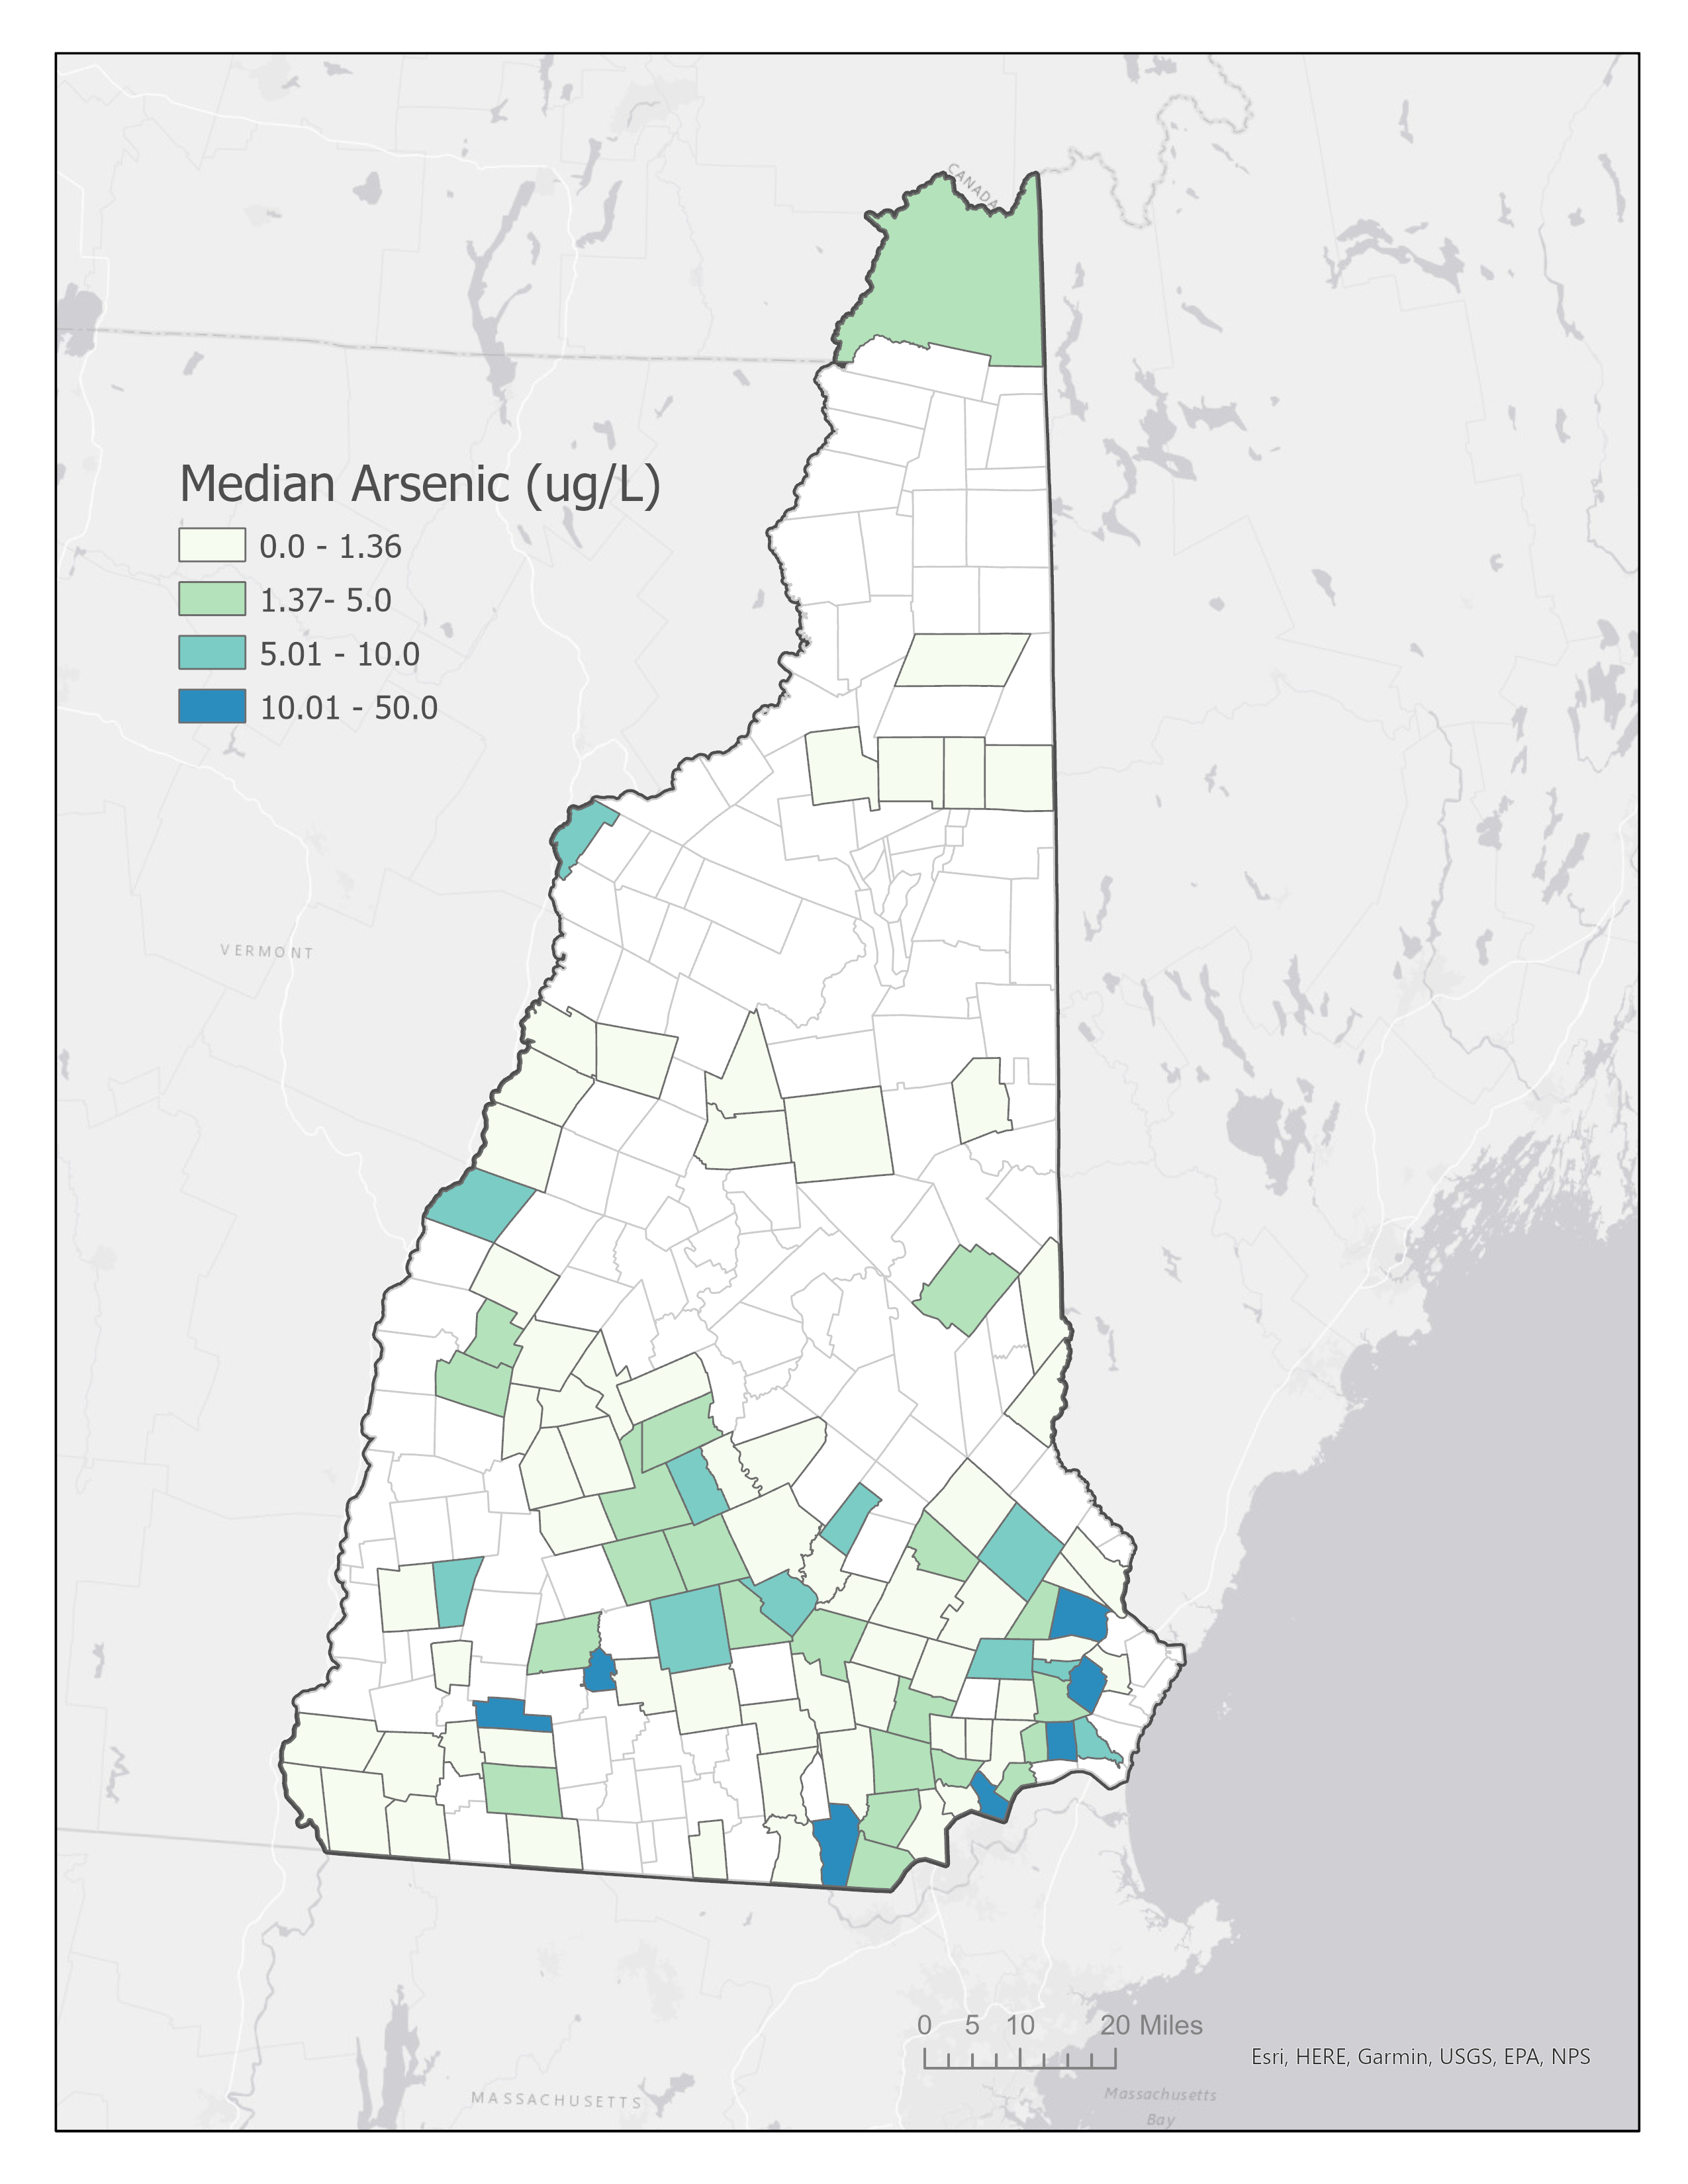 CANADA
Median Arsenic (ug/L)
0.0 - 1.36
1.37- 5.0
5.01 - 10.0
10.01 - 50.0
VERMONT
0 5 10 20 Miles
Esri, HERE, Garmin, USGS, EPA, NPS
MASSACHUSETTS
Massachusetts
Bay